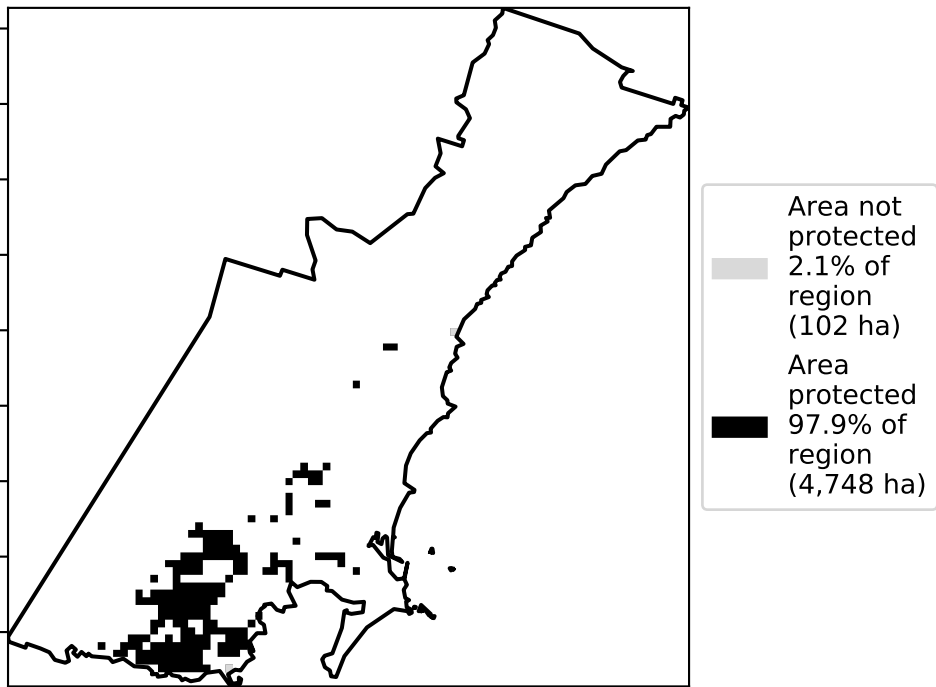 Area not
protected
2.1% of
region
(102 ha)
Area
protected
97.9% of
region
(4,748 ha)